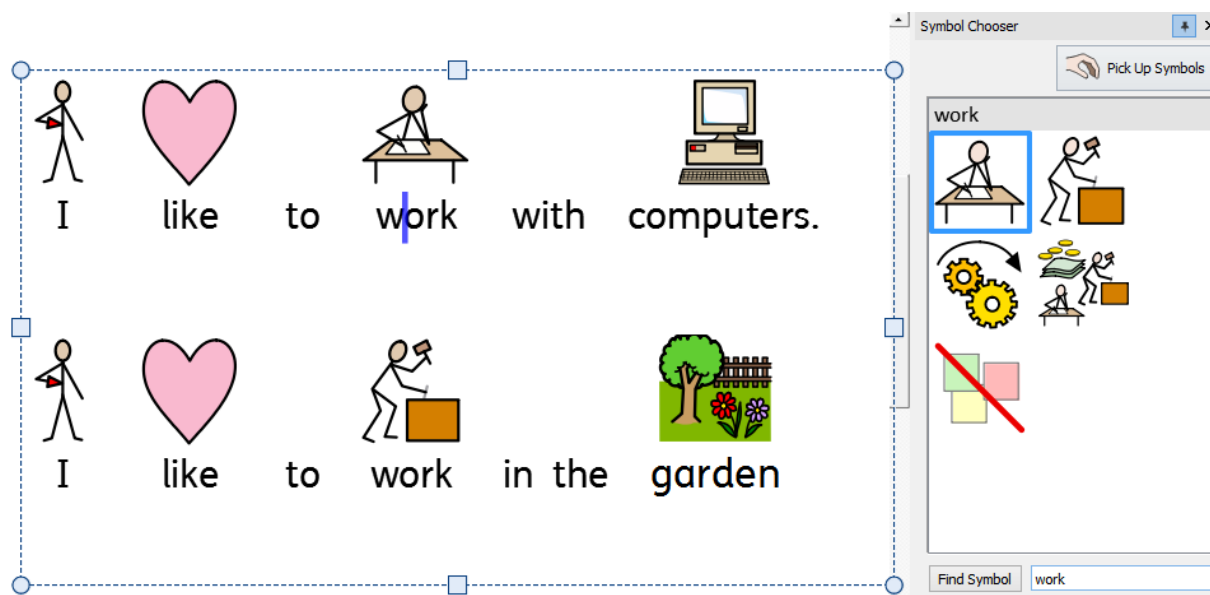 I like to work with computers.
I like to work in the garden
Symbol Chooser
Pick Up Symbols
work
Find Symbol work